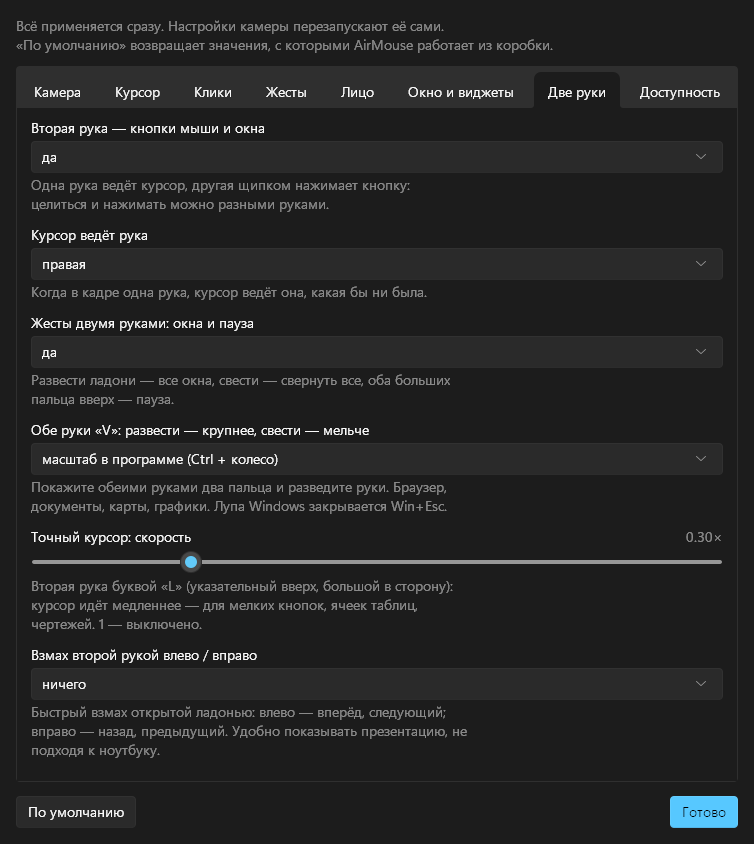 Всё применяется сразу. Настройки камеры перезапускают её сами.
«По умолчанию» возвращает значения, с которыми AirMouse работает из коробки.
Камера Курсор Клики Жесты Лицо Окно и виджеты Две руки Доступность
Вторая рука — кнопки мыши и окна
да
Одна рука ведёт курсор, другая щипком нажимает кнопку:
целиться и нажимать можно разными руками.
Курсор ведёт рука
правая
Когда в кадре одна рука, курсор ведёт она, какая бы ни была.
Жесты двумя руками: окна и пауза
да
Развести ладони — все окна, свести — свернуть все, оба больших
пальца вверх — пауза.
Обе руки «V»: развести — крупнее, свести — мельче
масштаб в программе (Ctrl + колесо)
Покажите обеими руками два пальца и разведите руки. Браузер,
документы, карты, графики. Лупа Windows закрывается Win+Esc.
Точный курсор: скорость 0.30×
Вторая рука буквой «L» (указательный вверх, большой в сторону):
курсор идёт медленнее — для мелких кнопок, ячеек таблиц,
чертежей. 1 — выключено.
Взмах второй рукой влево / вправо
ничего
Быстрый взмах открытой ладонью: влево — вперёд, следующий;
вправо — назад, предыдущий. Удобно показывать презентацию, не
подходя к ноутбуку.
По умолчанию Готово